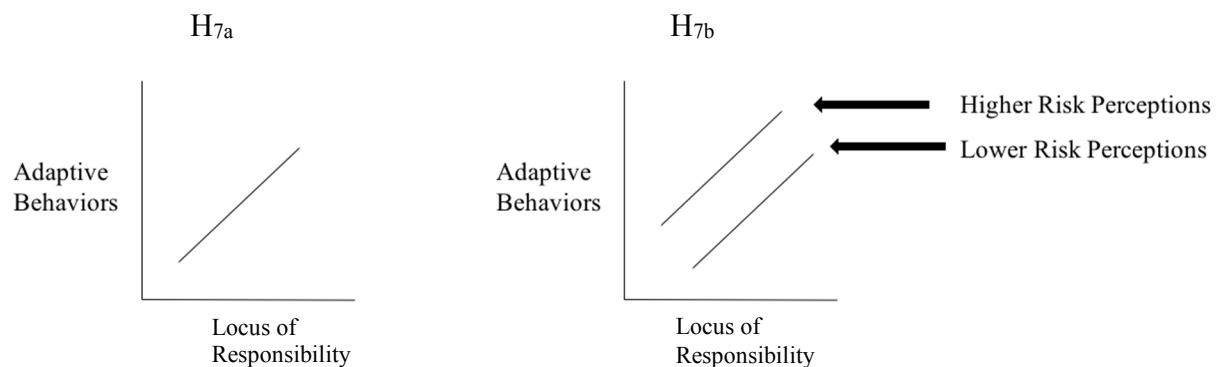 H7a
H7b
Higher Risk Perceptions
Lower Risk Perceptions
Adaptive
Behaviors
Adaptive
Behaviors
Locus of
Responsibility
Locus of
Responsibility